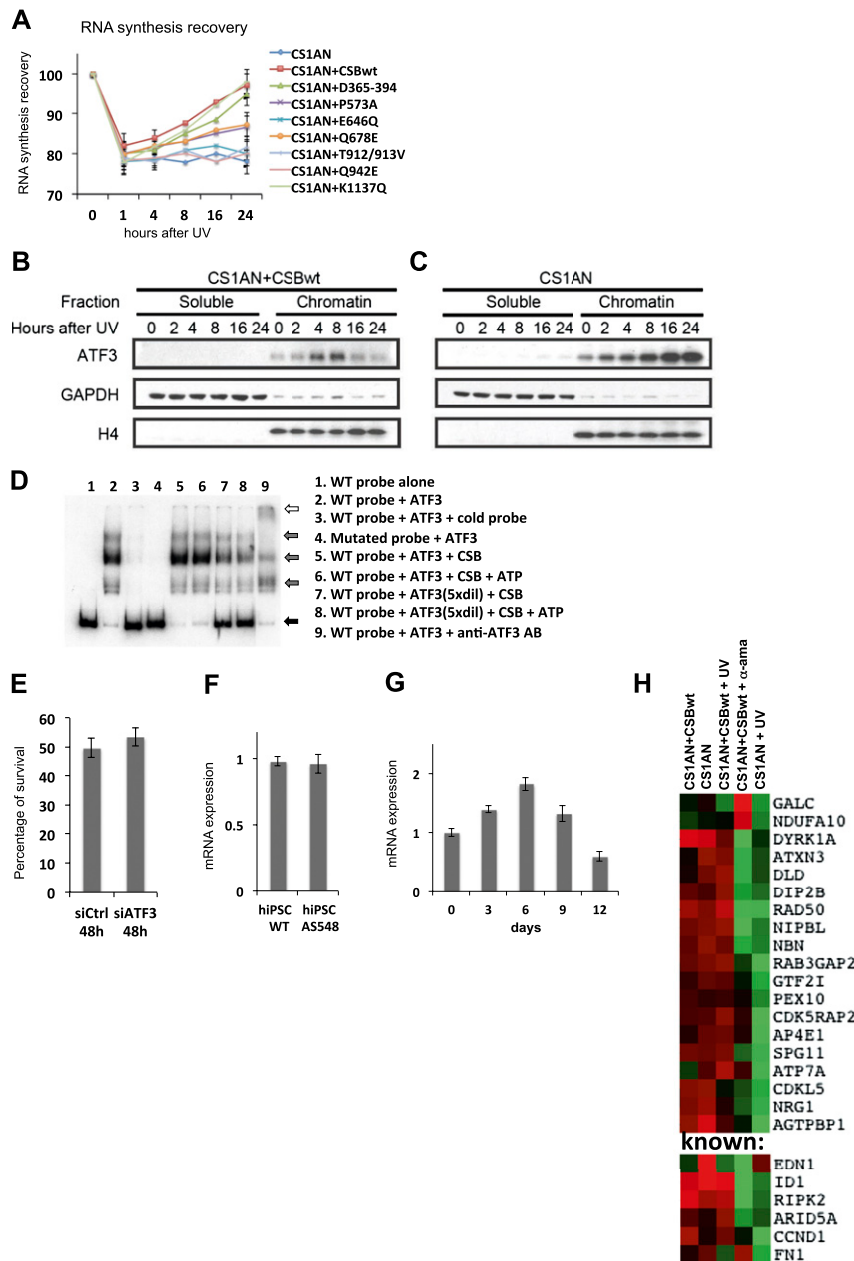 A
RNA synthesis recovery
RNA synthesis recovery
100
90
80
70
0 1 4 8 16 24
hours after UV
CS1AN
CS1AN+CSBwt
CS1AN+D365-394
CS1AN+P573A
CS1AN+E646Q
CS1AN+Q678E
CS1AN+T912/913V
CS1AN+Q942E
CS1AN+K1137Q
B
CS1AN+CSBwt
Fraction Soluble Chromatin
Hours after UV 0 2 4 8 16 24 0 2 4 8 16 24
ATF3
GAPDH
H4
C
CS1AN
Soluble Chromatin
0 2 4 8 16 24 0 2 4 8 16 24
D
1 2 3 4 5 6 7 8 9
1. WT probe alone
2. WT probe + ATF3
3. WT probe + ATF3 + cold probe
4. Mutated probe + ATF3
5. WT probe + ATF3 + CSB
6. WT probe + ATF3 + CSB + ATP
7. WT probe + ATF3(5xdil) + CSB
8. WT probe + ATF3(5xdil) + CSB + ATP
9. WT probe + ATF3 + anti-ATF3 AB
E
Percentage of survival
60
50
40
30
20
10
0
siCtrl siATF3
48h 48h
F
mRNA expression
1
0.5
0
hiPSC hiPSC
WT AS548
G
mRNA expression
2
1
0
0 3 6 9 12
days
H
CS1AN+CSBwt
CS1AN
CS1AN+CSBwt + UV
CS1AN+CSBwt + α-ama
CS1AN + UV
GALC
NDUFA10
DYRK1A
ATXN3
DLD
DIP2B
RAD50
NIPBL
NBN
RAB3GAP2
GTF2I
PEX10
CDK5RAP2
AP4E1
SPG11
ATP7A
CDKL5
NRG1
AGTPBP1
known:
EDN1
ID1
RIPK2
ARID5A
CCND1
FN1